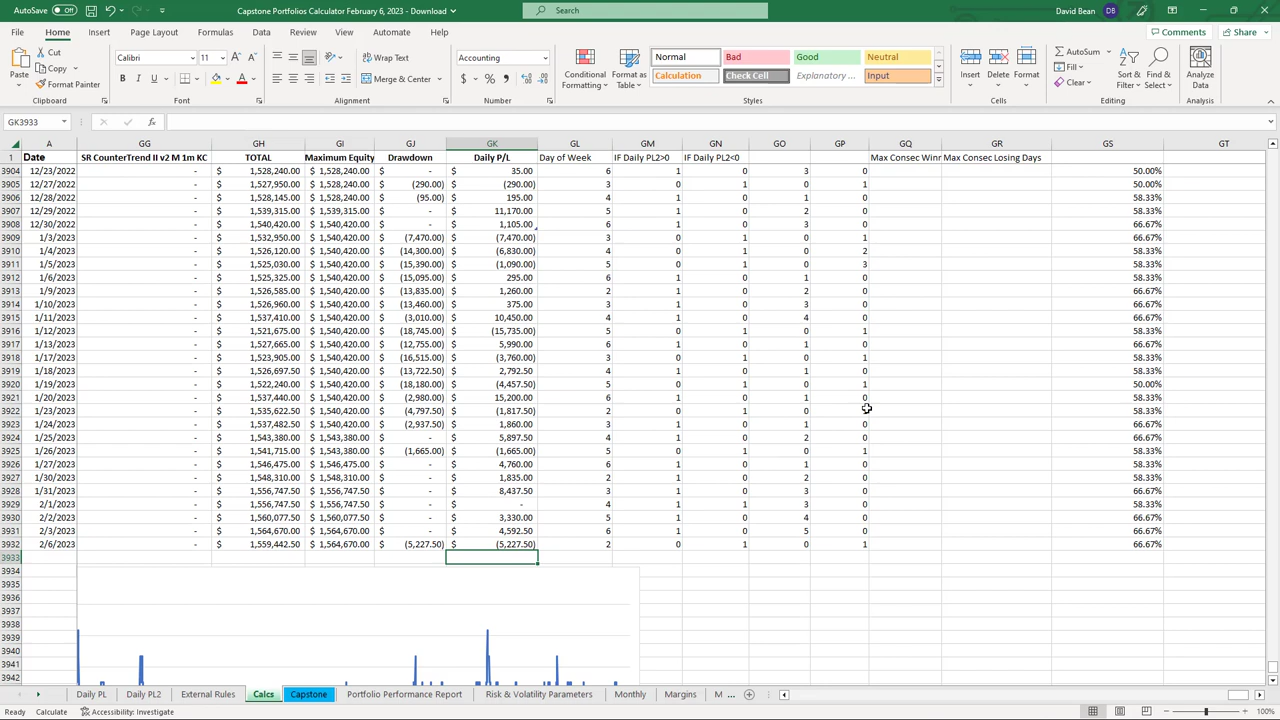 AutoSave Off Capstone Portfolios Calculator February 6, 2023 - Download Search David Bean DB
File Home Insert Page Layout Formulas Data Review View Help Comments Share
Paste Cut Copy Format Painter Calibri 11 Wrap Text Merge & Center Accounting Conditional Formatting Format as Table Normal Bad Good Neutral Calculation Check Cell Explanatory ... Input Insert Delete Format AutoSum Fill Clear Sort & Filter Find & Select Analyze Data
Clipboard Font Alignment Number Styles Cells Editing Analysis
GK3933
A GG GH GI GJ GK GL GM GN GO GP GQ GR GS GT
1 Date SR CounterTrend II v2 M 1m KC TOTAL Maximum Equity Drawdown Daily P/L Day of Week IF Daily PL2>0 IF Daily PL2<0 Max Consec Winr Max Consec Losing Days
3904 12/23/2022 - $ 1,528,240.00 $ 1,528,240.00 $ - $ 35.00 6 1 0 3 0 50.00%
3905 12/27/2022 - $ 1,527,950.00 $ 1,528,240.00 $ (290.00) $ (290.00) 3 0 1 0 1 58.33%
3906 12/28/2022 - $ 1,528,145.00 $ 1,528,240.00 $ (95.00) $ 195.00 4 1 0 1 0 58.33%
3907 12/29/2022 - $ 1,539,315.00 $ 1,539,315.00 $ - $ 11,170.00 5 1 0 2 0 58.33%
3908 12/30/2022 - $ 1,540,420.00 $ 1,540,420.00 $ - $ 1,105.00 6 1 0 3 0 66.67%
3909 1/3/2023 - $ 1,532,950.00 $ 1,540,420.00 $ (7,470.00) $ (7,470.00) 3 0 1 0 1 66.67%
3910 1/4/2023 - $ 1,526,120.00 $ 1,540,420.00 $ (14,300.00) $ (6,830.00) 4 0 1 0 2 58.33%
3911 1/5/2023 - $ 1,525,030.00 $ 1,540,420.00 $ (15,390.00) $ (1,090.00) 5 0 1 0 3 58.33%
3912 1/6/2023 - $ 1,525,325.00 $ 1,540,420.00 $ (15,095.00) $ 295.00 6 1 0 1 0 58.33%
3913 1/9/2023 - $ 1,526,585.00 $ 1,540,420.00 $ (13,835.00) $ 1,260.00 2 1 0 2 0 58.33%
3914 1/10/2023 - $ 1,526,960.00 $ 1,540,420.00 $ (13,460.00) $ 375.00 3 1 0 3 0 66.67%
3915 1/11/2023 - $ 1,537,410.00 $ 1,540,420.00 $ (3,010.00) $ 10,450.00 4 1 0 4 0 66.67%
3916 1/12/2023 - $ 1,521,675.00 $ 1,540,420.00 $ (18,745.00) $ (15,735.00) 5 0 1 0 1 58.33%
3917 1/13/2023 - $ 1,527,665.00 $ 1,540,420.00 $ (12,755.00) $ 5,990.00 6 1 0 1 0 66.67%
3918 1/17/2023 - $ 1,523,905.00 $ 1,540,420.00 $ (16,515.00) $ (3,760.00) 3 0 1 0 1 58.33%
3919 1/18/2023 - $ 1,526,697.50 $ 1,540,420.00 $ (13,722.50) $ 2,792.50 4 1 0 1 0 58.33%
3920 1/19/2023 - $ 1,522,240.00 $ 1,540,420.00 $ (18,180.00) $ (4,457.50) 5 0 1 0 1 50.00%
3921 1/20/2023 - $ 1,537,440.00 $ 1,540,420.00 $ (2,980.00) $ 15,200.00 6 1 0 1 0 58.33%
3922 1/23/2023 - $ 1,535,622.50 $ 1,540,420.00 $ (4,797.50) $ (1,817.50) 2 0 1 0 58.33%
3923 1/24/2023 - $ 1,537,482.50 $ 1,540,420.00 $ (2,937.50) $ 1,860.00 3 1 0 1 0 66.67%
3924 1/25/2023 - $ 1,543,380.00 $ 1,543,380.00 $ - $ 5,897.50 4 1 0 2 0 66.67%
3925 1/26/2023 - $ 1,541,715.00 $ 1,543,380.00 $ (1,665.00) $ (1,665.00) 5 0 1 0 1 58.33%
3926 1/27/2023 - $ 1,546,475.00 $ 1,546,475.00 $ - $ 4,760.00 6 1 0 1 0 58.33%
3927 1/30/2023 - $ 1,548,310.00 $ 1,548,310.00 $ - $ 1,835.00 2 1 0 2 0 58.33%
3928 1/31/2023 - $ 1,556,747.50 $ 1,556,747.50 $ - $ 8,437.50 3 1 0 3 0 66.67%
3929 2/1/2023 - $ 1,556,747.50 $ 1,556,747.50 $ - $ - 4 1 1 3 0 58.33%
3930 2/2/2023 - $ 1,560,077.50 $ 1,560,077.50 $ - $ 3,330.00 5 1 0 4 0 66.67%
3931 2/3/2023 - $ 1,564,670.00 $ 1,564,670.00 $ - $ 4,592.50 6 1 0 5 0 66.67%
3932 2/6/2023 - $ 1,559,442.50 $ 1,564,670.00 $ (5,227.50) $ (5,227.50) 2 0 1 0 1 66.67%
3933
3934
3935
3936
3937
3938
3939
3940
3941
3942
Daily PL Daily PL2 External Rules Calcs Capstone Portfolio Performance Report Risk & Volatility Parameters Monthly Margins M ...
Ready Calculate Accessibility: Investigate 100%